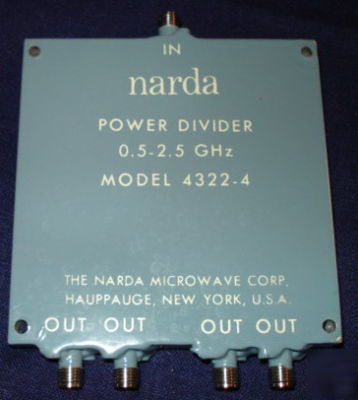 IN
narda
POWER DIVIDER
0.5-2.5 GHz
MODEL 4322-4
THE NARDA MICROWAVE CORP.
HAUPPAUGE, NEW YORK, U.S.A.
OUT OUT OUT OUT